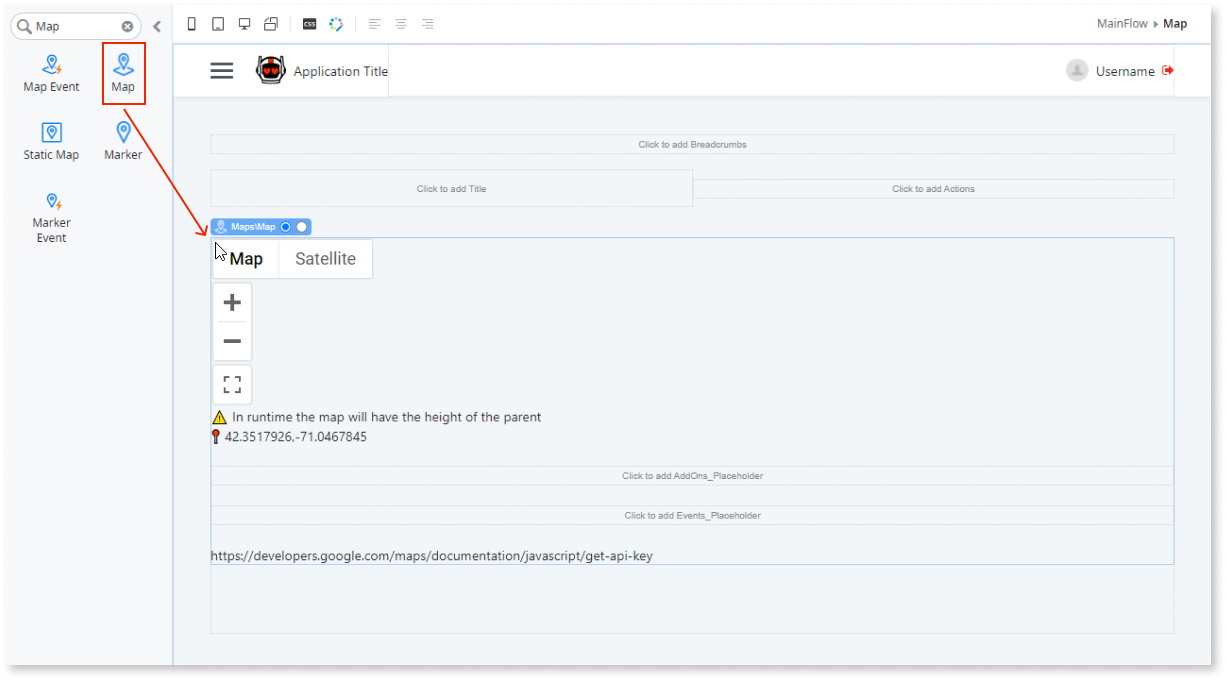 Map
Map Event
Map
Static Map
Marker
Marker
Event
CSS
MainFlow ▸ Map
Application Title
Username
Click to add Breadcrumbs
Click to add Title
Click to add Actions
Maps\Map
Map
Satellite
In runtime the map will have the height of the parent
42.3517926,-71.0467845
Click to add AddOns_Placeholder
Click to add Events_Placeholder
https://developers.google.com/maps/documentation/javascript/get-api-key